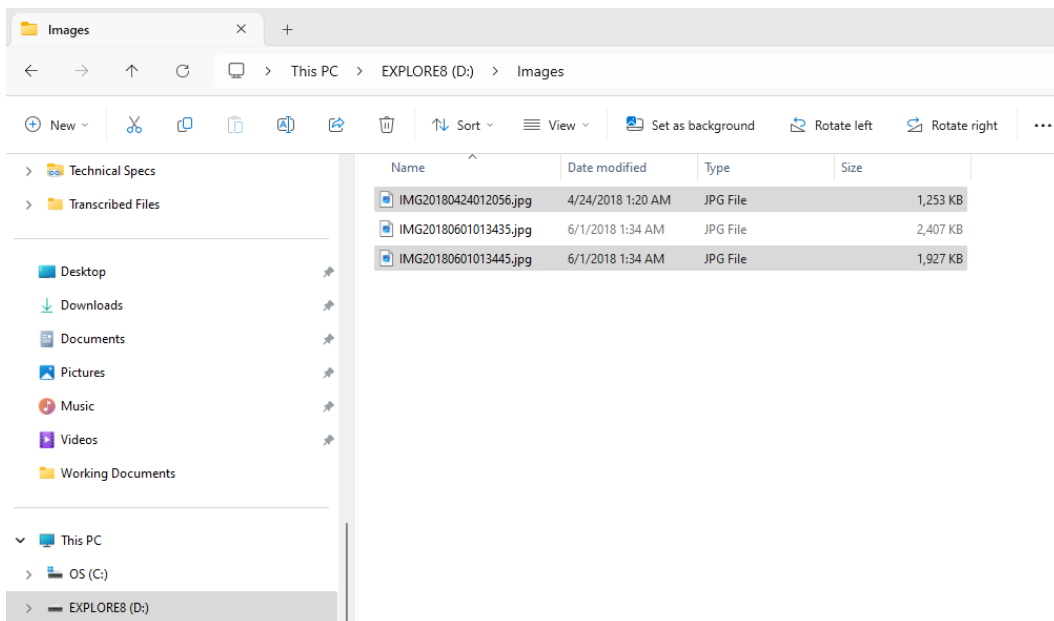 Images
This PC > EXPLORE8 (D:) > Images
New Sort View Set as background Rotate left Rotate right ...
Technical Specs
Transcribed Files
Desktop
Downloads
Documents
Pictures
Music
Videos
Working Documents
This PC
OS (C:)
EXPLORE8 (D:)
Name Date modified Type Size
IMG20180424012056.jpg 4/24/2018 1:20 AM JPG File 1,253 KB
IMG20180601013435.jpg 6/1/2018 1:34 AM JPG File 2,407 KB
IMG20180601013445.jpg 6/1/2018 1:34 AM JPG File 1,927 KB